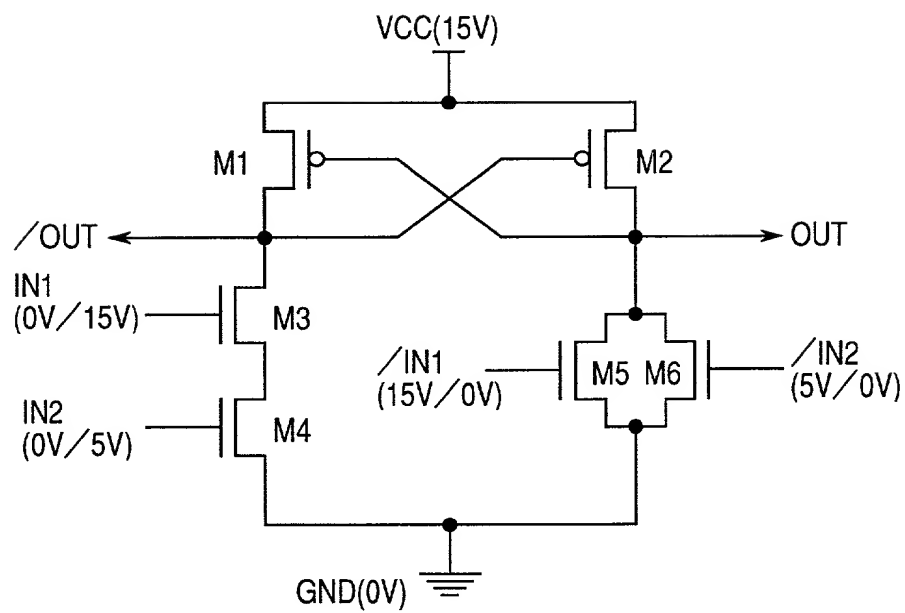 VCC(15V)
M1
M2
/OUT
OUT
IN1
(0V/15V)
M3
/IN1
(15V/0V)
M5
M6
/IN2
(5V/0V)
IN2
(0V/5V)
M4
GND(0V)